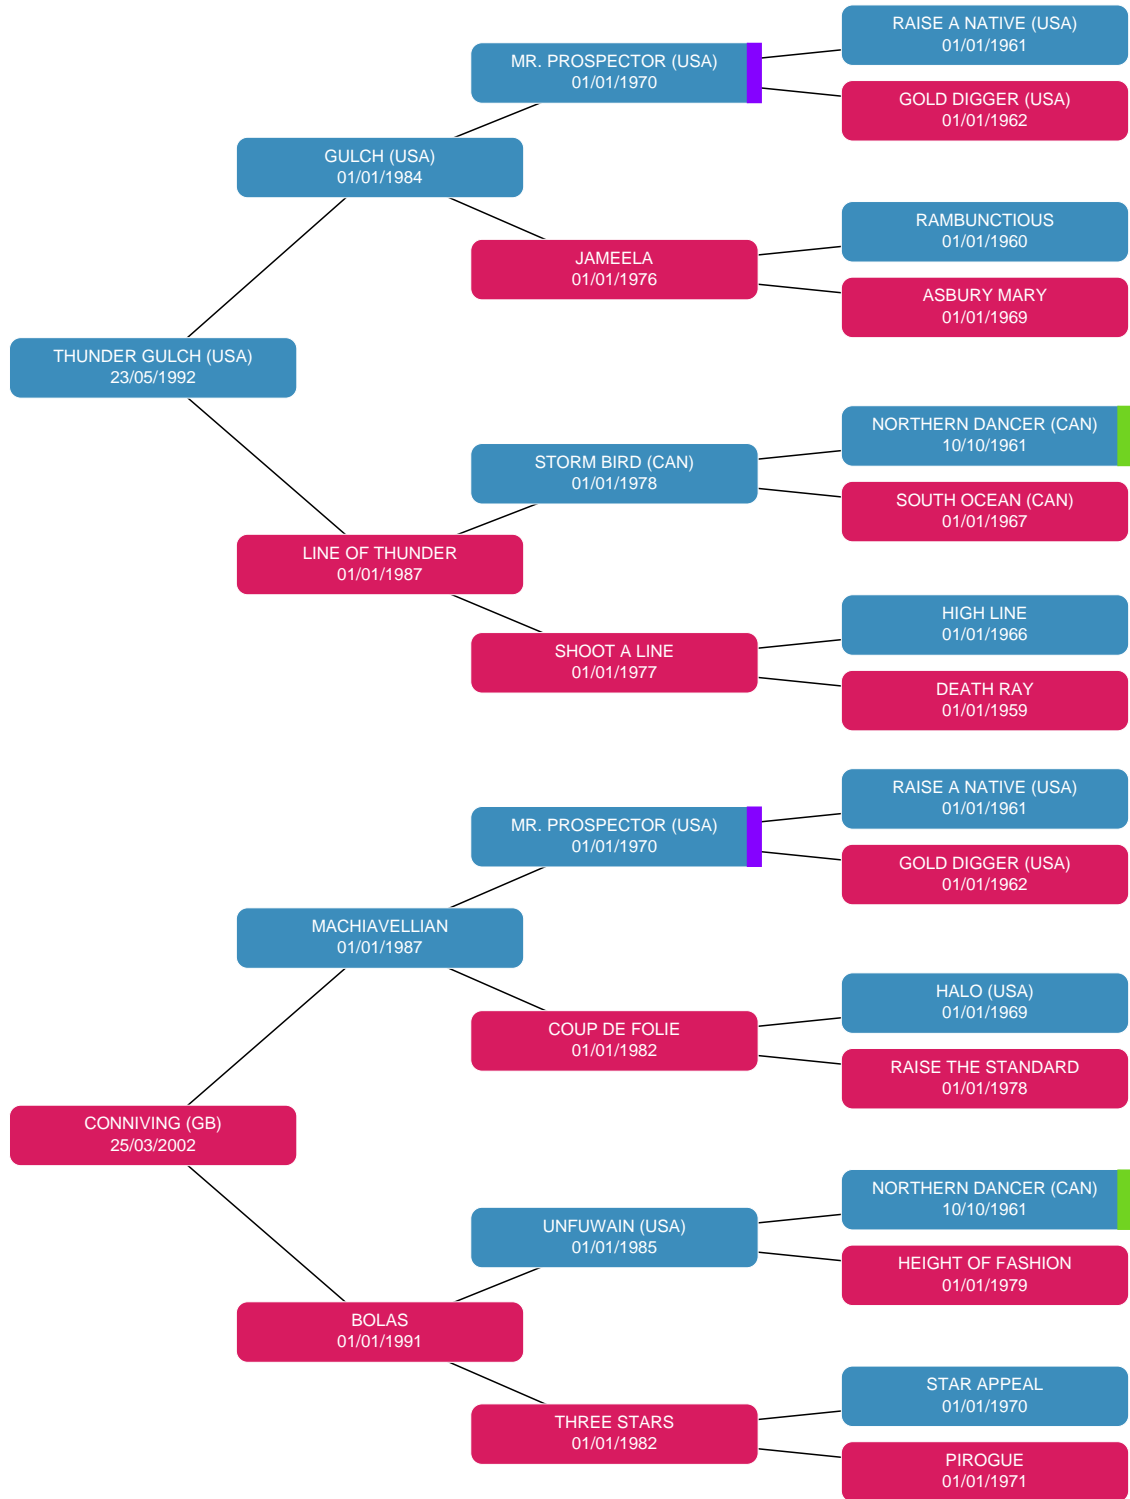 RAISE A NATIVE (USA)
01/01/1961
MR. PROSPECTOR (USA)
01/01/1970
GOLD DIGGER (USA)
01/01/1962
GULCH (USA)
01/01/1984
RAMBUNCTIOUS
01/01/1960
JAMEELA
01/01/1976
ASBURY MARY
01/01/1969
THUNDER GULCH (USA)
23/05/1992
NORTHERN DANCER (CAN)
10/10/1961
STORM BIRD (CAN)
01/01/1978
SOUTH OCEAN (CAN)
01/01/1967
LINE OF THUNDER
01/01/1987
HIGH LINE
01/01/1966
SHOOT A LINE
01/01/1977
DEATH RAY
01/01/1959
RAISE A NATIVE (USA)
01/01/1961
MR. PROSPECTOR (USA)
01/01/1970
GOLD DIGGER (USA)
01/01/1962
MACHIAVELLIAN
01/01/1987
HALO (USA)
01/01/1969
COUP DE FOLIE
01/01/1982
RAISE THE STANDARD
01/01/1978
CONNIVING (GB)
25/03/2002
NORTHERN DANCER (CAN)
10/10/1961
UNFUWAIN (USA)
01/01/1985
HEIGHT OF FASHION
01/01/1979
BOLAS
01/01/1991
STAR APPEAL
01/01/1970
THREE STARS
01/01/1982
PIROGUE
01/01/1971